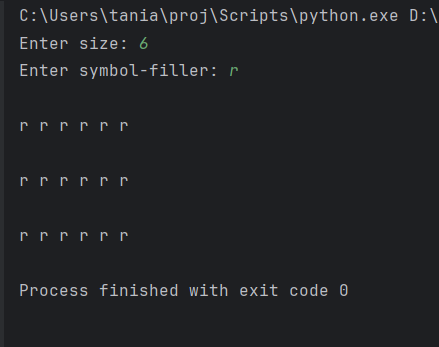 C:\Users\tania\proj\Scripts\python.exe D:\
Enter size: 6
Enter symbol-filler: r
r r r r r r
r r r r r r
r r r r r r
Process finished with exit code 0